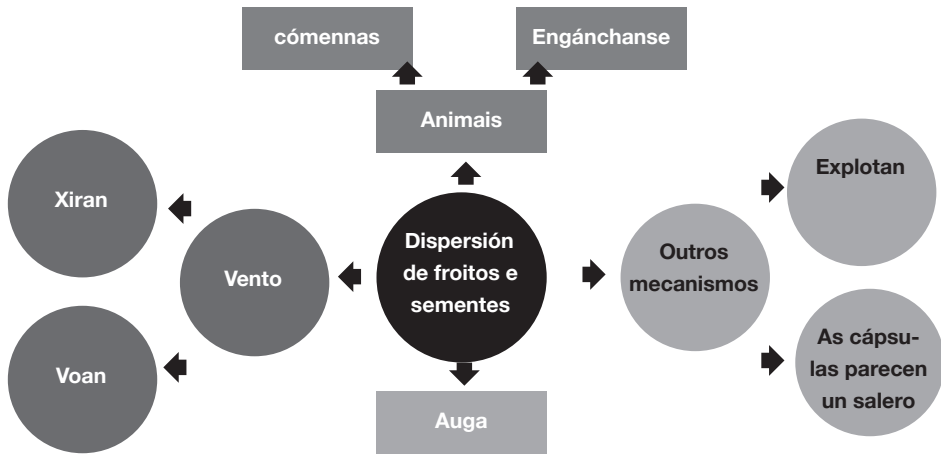 cómennas
Engánchanse
Animais
Xiran
Explotan
Vento
Dispersión
de froitos e
sementes
Outros
mecanismos
Voan
As cápsu-
las parecen
un salero
Auga